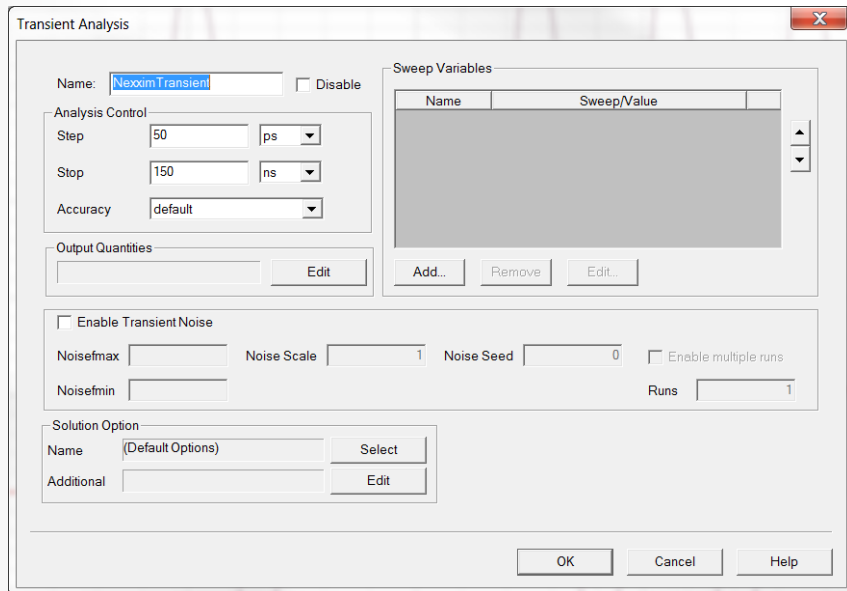 Transient Analysis
Name: NexximTransient Disable
Analysis Control
Step 50 ps
Stop 150 ns
Accuracy default
Output Quantities
Edit
Sweep Variables
Name Sweep/Value
Add... Remove Edit...
Enable Transient Noise
Noisefmax Noise Scale 1 Noise Seed 0 Enable multiple runs
Noisefmin Runs 1
Solution Option
Name (Default Options) Select
Additional Edit
OK Cancel Help